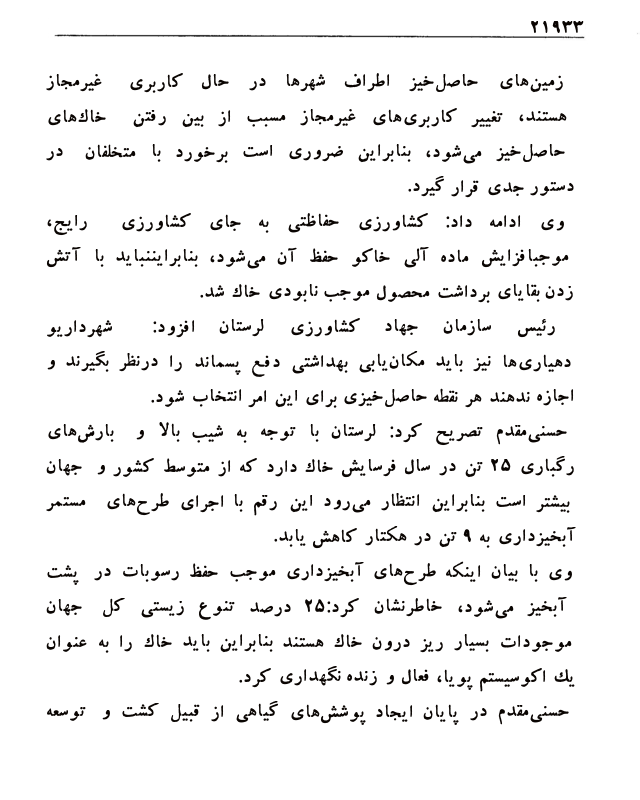 ۲۱۹۳۳
زمین‌های حاصل‌خیز اطراف شهرها در حال کاربری غیرمجاز
هستند، تغییر کاربری‌های غیرمجاز مسبب از بین رفتن خاك‌های
حاصل‌خیز می‌شود، بنابراین ضروری است برخورد با متخلفان در
دستور جدی قرار گیرد.
وی ادامه داد: کشاورزی حفاظتی به جای کشاورزی رایج،
موجبافزایش ماده آلی خاکو حفظ آن می‌شود، بنابرایننباید با آتش
زدن بقایای برداشت محصول موجب نابودی خاك شد.
رئیس سازمان جهاد کشاورزی لرستان افزود: شهرداریو
دهیاری‌ها نیز باید مکان‌یابی بهداشتی دفع پسماند را درنظر بگیرند و
اجازه ندهند هر نقطه حاصل‌خیزی برای این امر انتخاب شود.
حسنی‌مقدم تصریح کرد: لرستان با توجه به شیب بالا و بارش‌های
رگباری ۲۵ تن در سال فرسایش خاك دارد که از متوسط کشور و جهان
بیشتر است بنابراین انتظار می‌رود این رقم با اجرای طرح‌های مستمر
آبخیزداری به ۹ تن در هکتار کاهش یابد.
وی با بیان اینکه طرح‌های آبخیزداری موجب حفظ رسوبات در پشت
آبخیز می‌شود، خاطرنشان کرد:۲۵ درصد تنوع زیستی کل جهان
موجودات بسیار ریز درون خاك هستند بنابراین باید خاك را به عنوان
یك اکوسیستم پویا، فعال و زنده نگهداری کرد.
حسنی‌مقدم در پایان ایجاد پوشش‌های گیاهی از قبیل کشت و توسعه